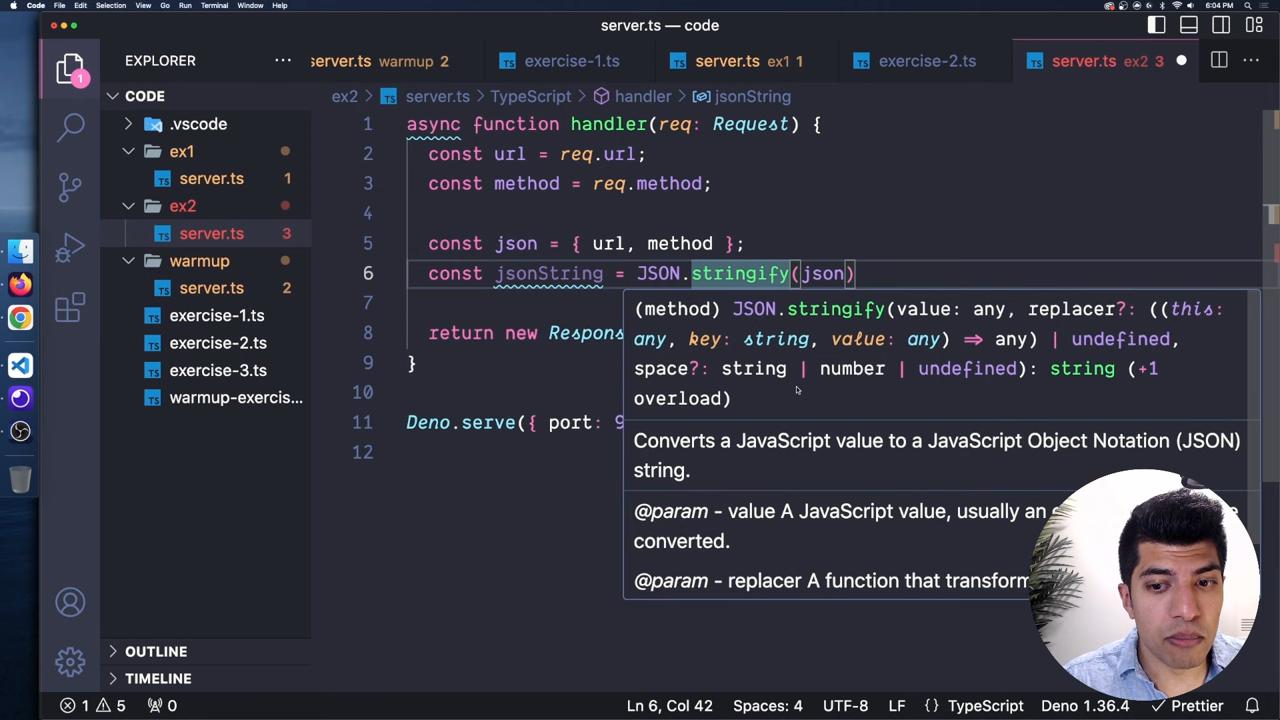 Code File Edit Selection View Go Run Terminal Window Help 6:04 PM
server.ts — code
EXPLORER
server.ts warmup 2 exercise-1.ts server.ts ex1 1 exercise-2.ts server.ts ex2 3
CODE
ex2 server.ts TypeScript handler jsonString
.vscode
ex1
server.ts 1
ex2
server.ts 3
warmup
server.ts 2
exercise-1.ts
exercise-2.ts
exercise-3.ts
warmup-exercis...
OUTLINE
TIMELINE
1 async function handler(req: Request) {
2 const url = req.url;
3 const method = req.method;
4
5 const json = { url, method };
6 const jsonString = JSON.stringify(json)
7
8 return new Respons
9 }
10
11 Deno.serve({ port: 9
12
(method) JSON.stringify(value: any, replacer?: ((this:
any, key: string, value: any) => any) | undefined,
space?: string | number | undefined): string (+1
overload)
Converts a JavaScript value to a JavaScript Object Notation (JSON)
string.
@param - value A JavaScript value, usually an
converted.
@param - replacer A function that transform
1 5 0 Ln 6, Col 42 Spaces: 4 UTF-8 LF {} TypeScript Deno 1.36.4 Prettier